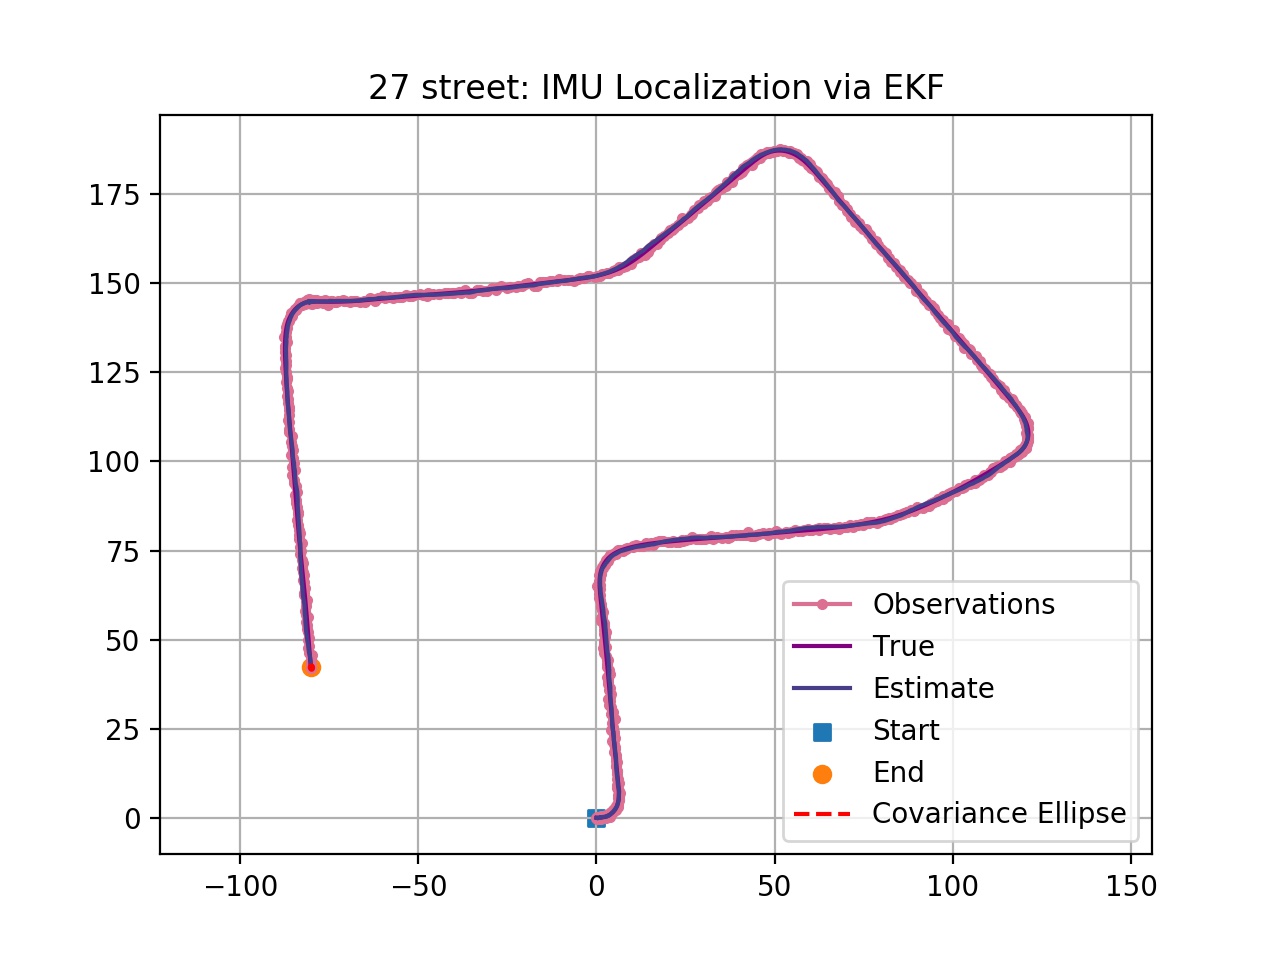 27 street: IMU Localization via EKF
175
150
125
100
75
50
25
0
Observations
True
Estimate
Start
End
Covariance Ellipse
−100
−50
0
50
100
150